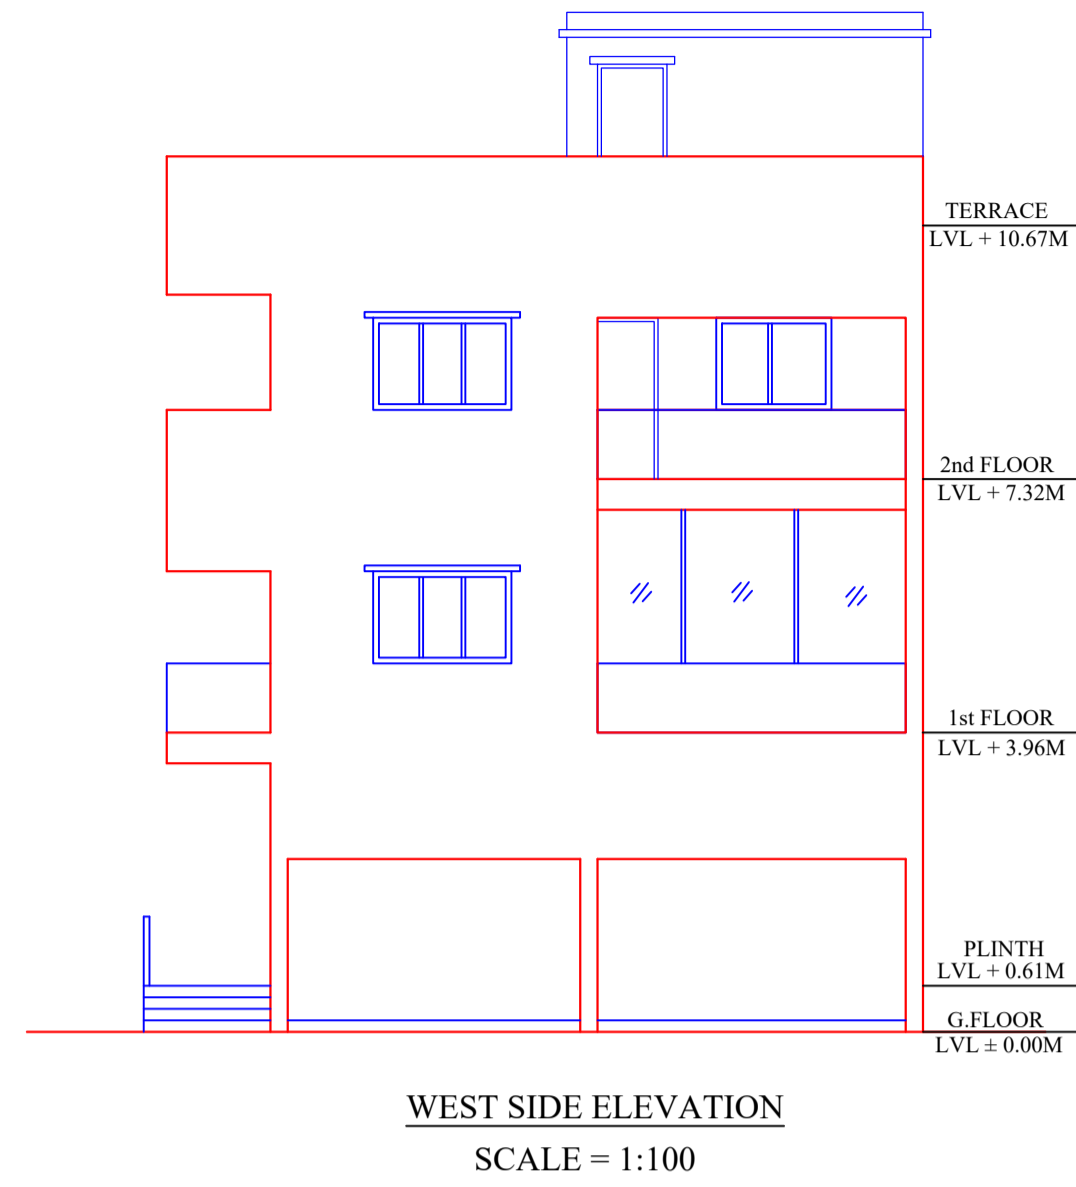 TERRACE
LVL + 10.67M
2nd FLOOR
LVL + 7.32M
1st FLOOR
LVL + 3.96M
PLINTH
LVL + 0.61M
G.FLOOR
LVL ± 0.00M
WEST SIDE ELEVATION
SCALE = 1:100